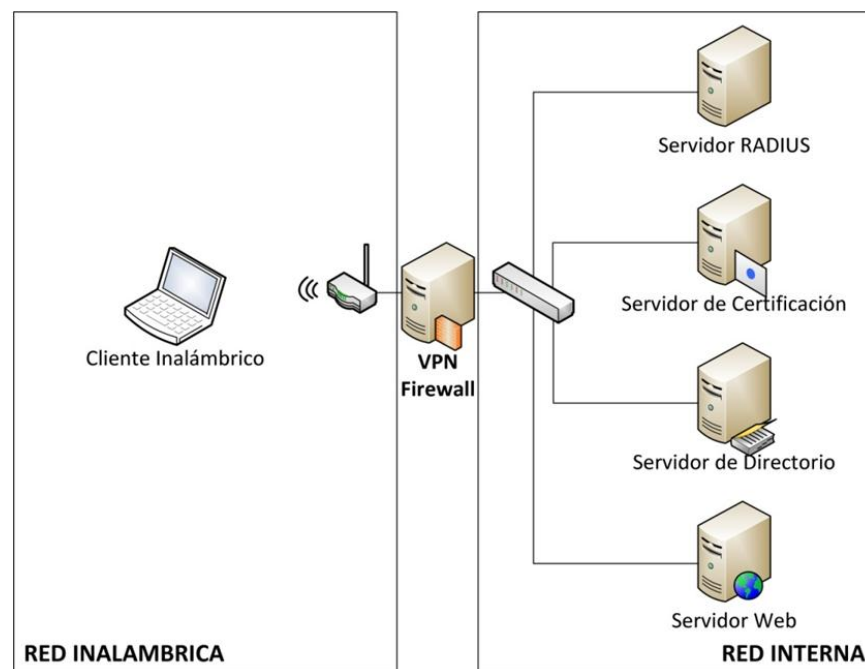 Servidor RADIUS
Servidor de Certificación
Cliente Inalámbrico
VPN
Firewall
Servidor de Directorio
Servidor Web
RED INALAMBRICA
RED INTERNA